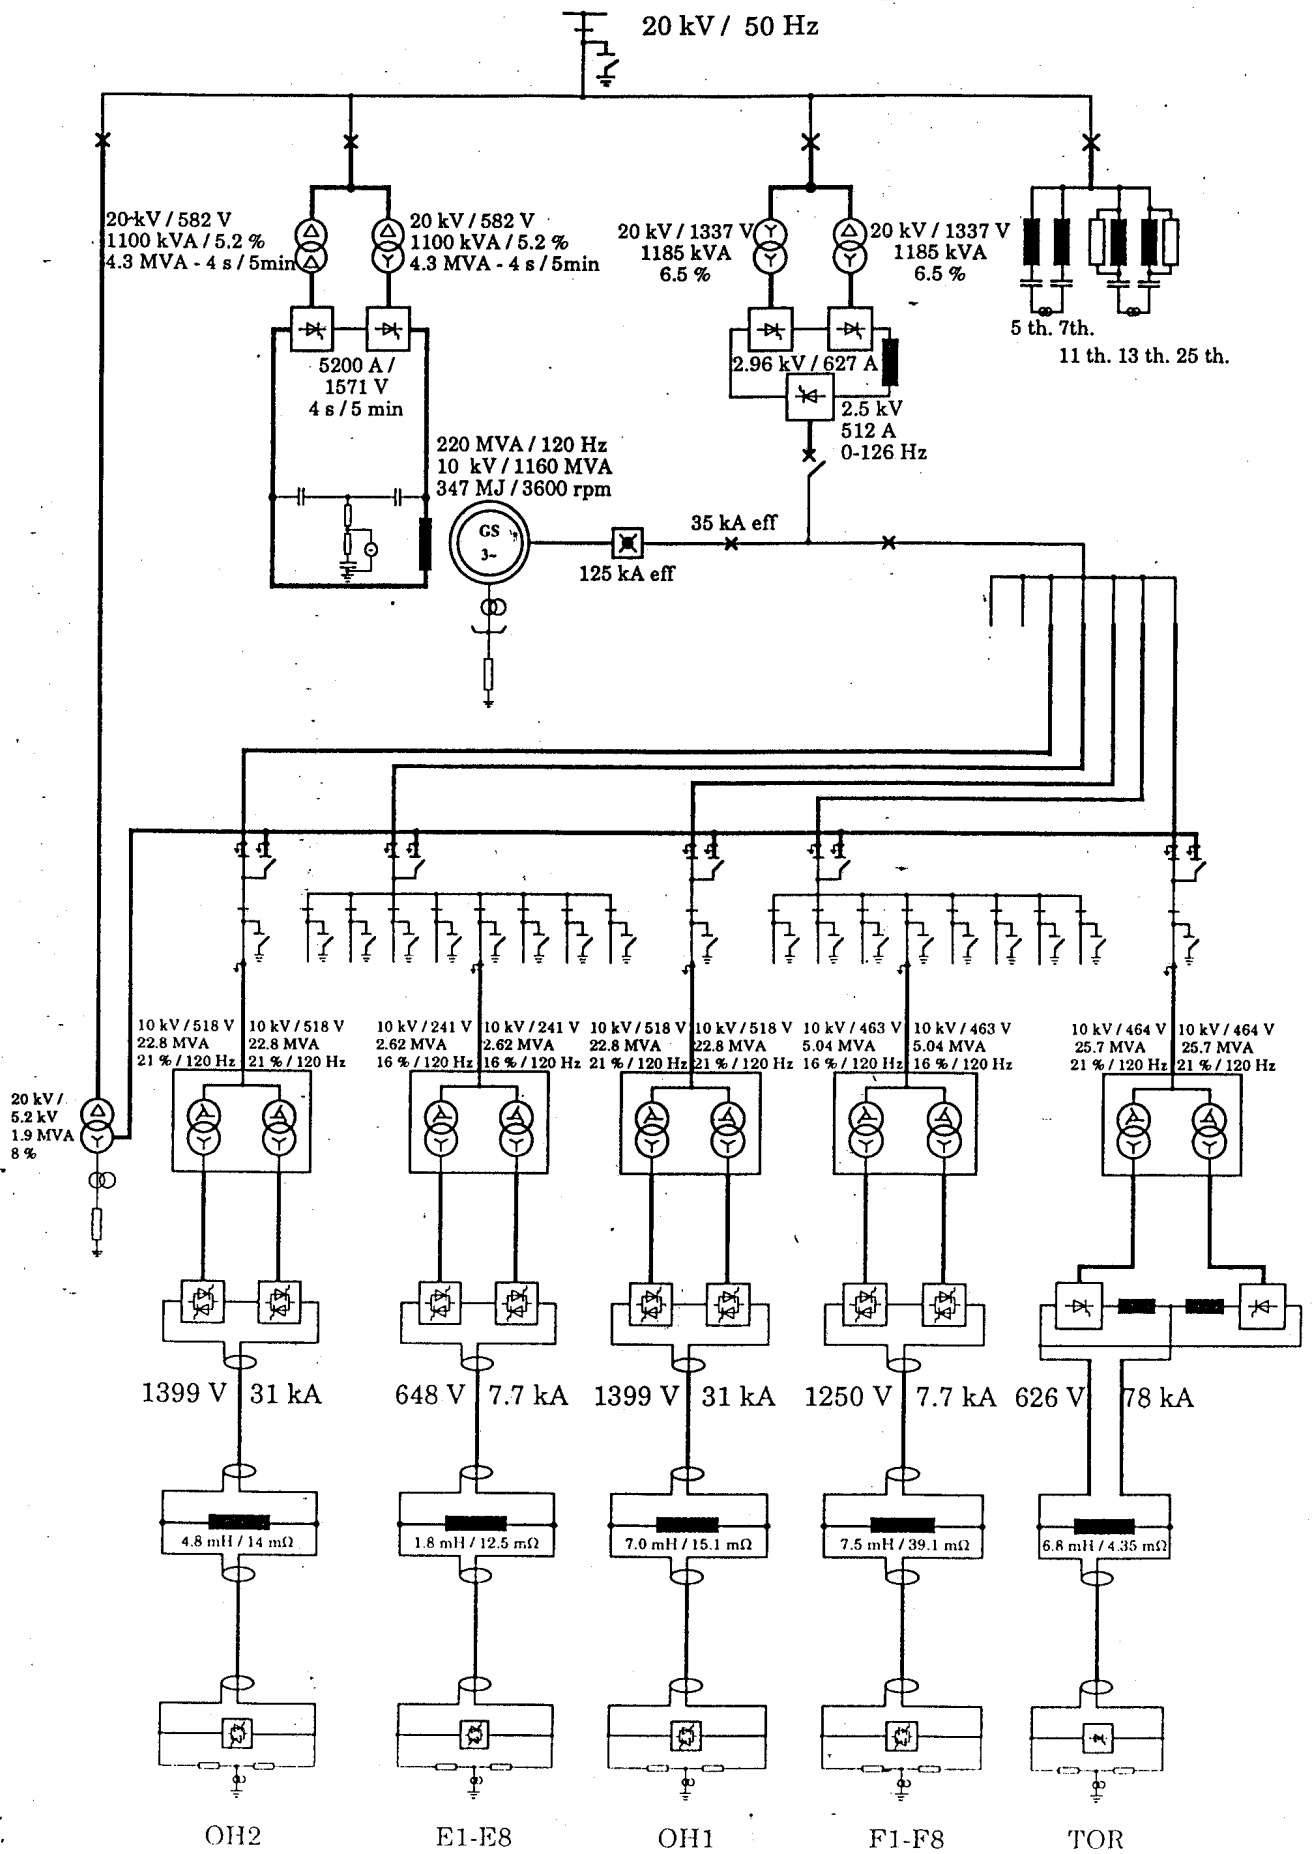 20 kV / 50 Hz
20 kV / 582 V
1100 kVA / 5.2 %
4.3 MVA - 4 s / 5min
20 kV / 582 V
1100 kVA / 5.2 %
4.3 MVA - 4 s / 5min
20 kV / 1337 V
1185 kVA
6.5 %
20 kV / 1337 V
1185 kVA
6.5 %
5 th. 7th.
11 th. 13 th. 25 th.
5200 A /
1571 V
4 s / 5 min
2.96 kV / 627 A
2.5 kV
512 A
0-126 Hz
220 MVA / 120 Hz
10 kV / 1160 MVA
347 MJ / 3600 rpm
GS
3~
35 kA eff
125 kA eff
10 kV / 518 V
22.8 MVA
21 % / 120 Hz
10 kV / 518 V
22.8 MVA
21 % / 120 Hz
10 kV / 241 V
2.62 MVA
16 % / 120 Hz
10 kV / 241 V
2.62 MVA
16 % / 120 Hz
10 kV / 518 V
22.8 MVA
21 % / 120 Hz
10 kV / 518 V
22.8 MVA
21 % / 120 Hz
10 kV / 463 V
5.04 MVA
16 % / 120 Hz
10 kV / 463 V
5.04 MVA
16 % / 120 Hz
10 kV / 464 V
25.7 MVA
21 % / 120 Hz
10 kV / 464 V
25.7 MVA
21 % / 120 Hz
20 kV /
5.2 kV
1.9 MVA
8 %
1399 V 31 kA
648 V 7.7 kA
1399 V 31 kA
1250 V 7.7 kA
626 V 78 kA
4.8 mH / 14 mΩ
1.8 mH / 12.5 mΩ
7.0 mH / 15.1 mΩ
7.5 mH / 39.1 mΩ
6.8 mH / 4.35 mΩ
OH2
E1-E8
OH1
F1-F8
TOR